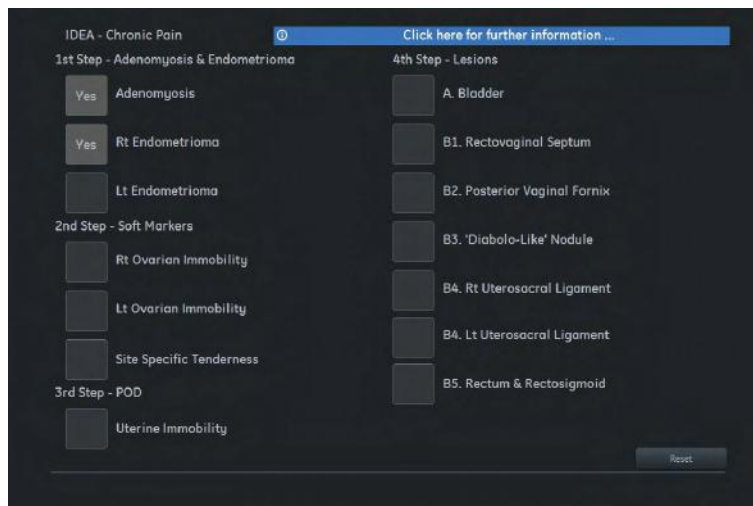 IDEA - Chronic Pain
Click here for further information ...
1st Step - Adenomyosis & Endometrioma
Yes Adenomyosis
Yes Rt Endometrioma
Lt Endometrioma
2nd Step - Soft Markers
Rt Ovarian Immobility
Lt Ovarian Immobility
Site Specific Tenderness
3rd Step - POD
Uterine Immobility
4th Step - Lesions
A. Bladder
B1. Rectovaginal Septum
B2. Posterior Vaginal Fornix
B3. 'Diabolo-Like' Nodule
B4. Rt Uterosacral Ligament
B4. Lt Uterosacral Ligament
B5. Rectum & Rectosigmoid
Reset